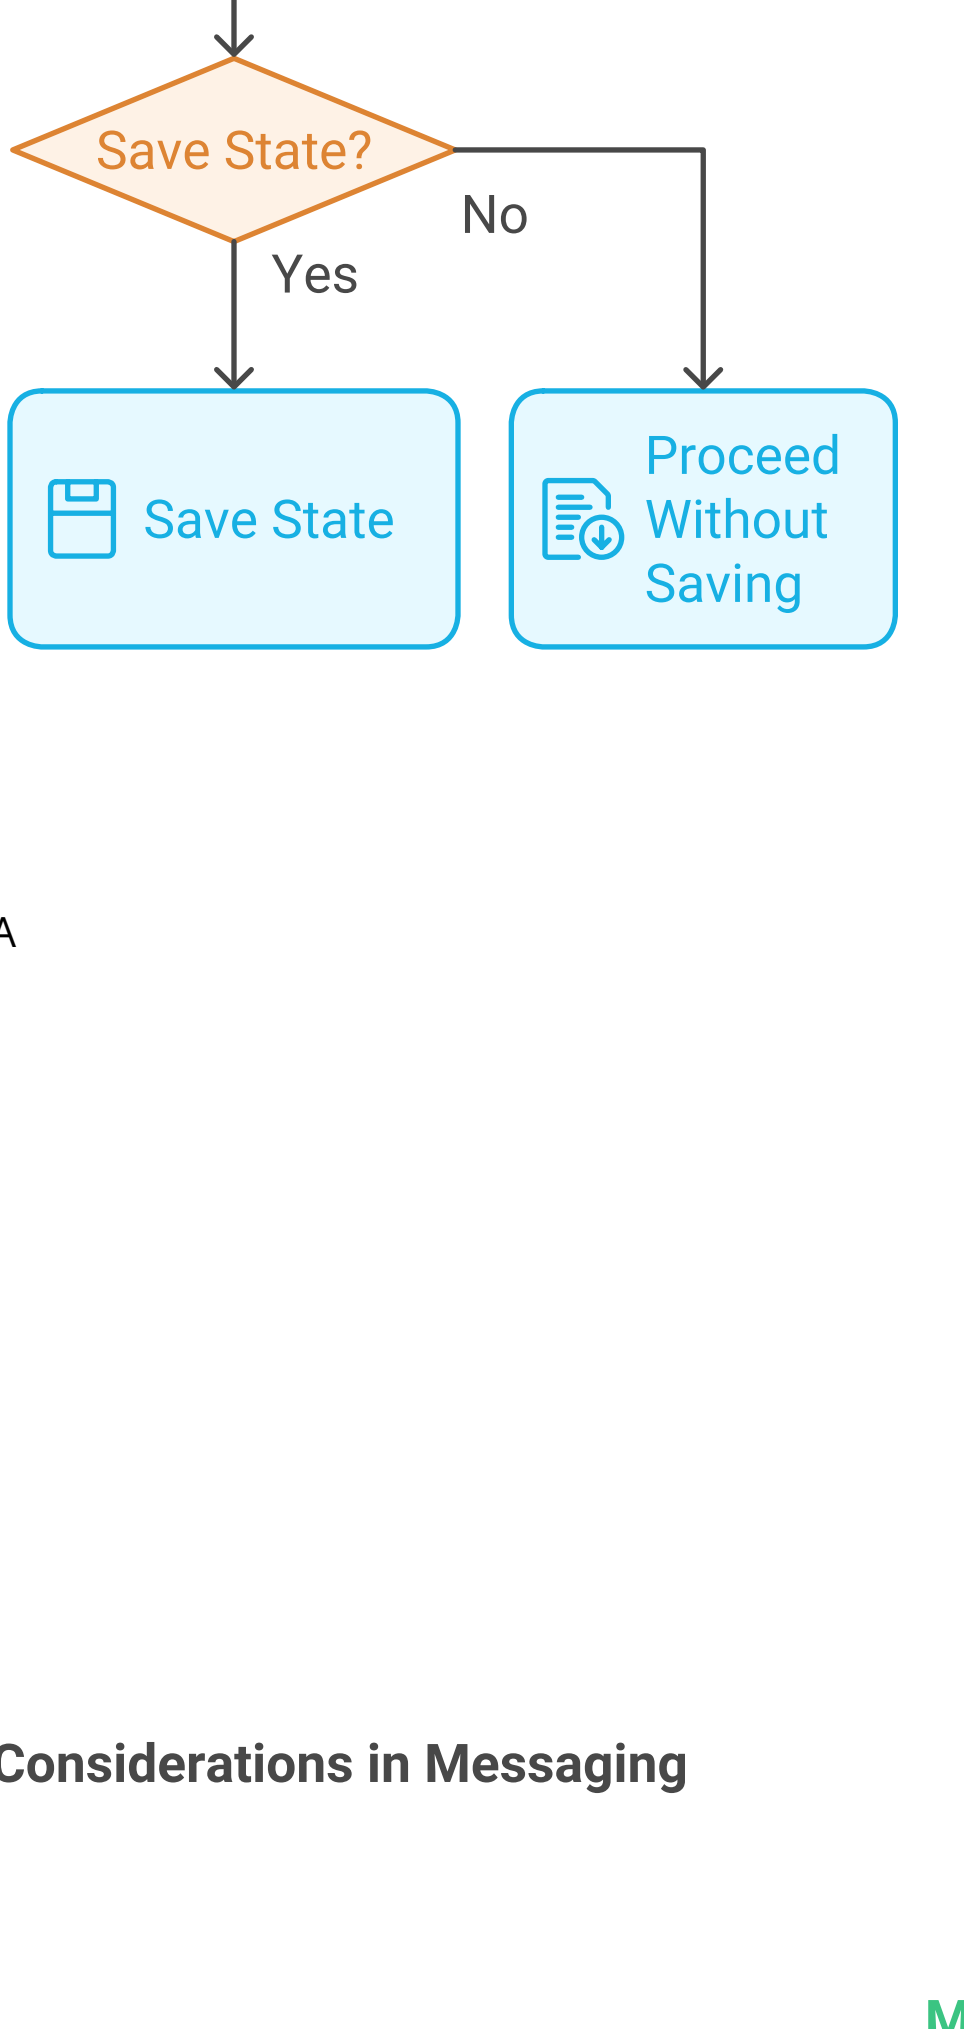 Save State?
No
Yes
Save State
Proceed
Without
Saving
A
Considerations in Messaging
M